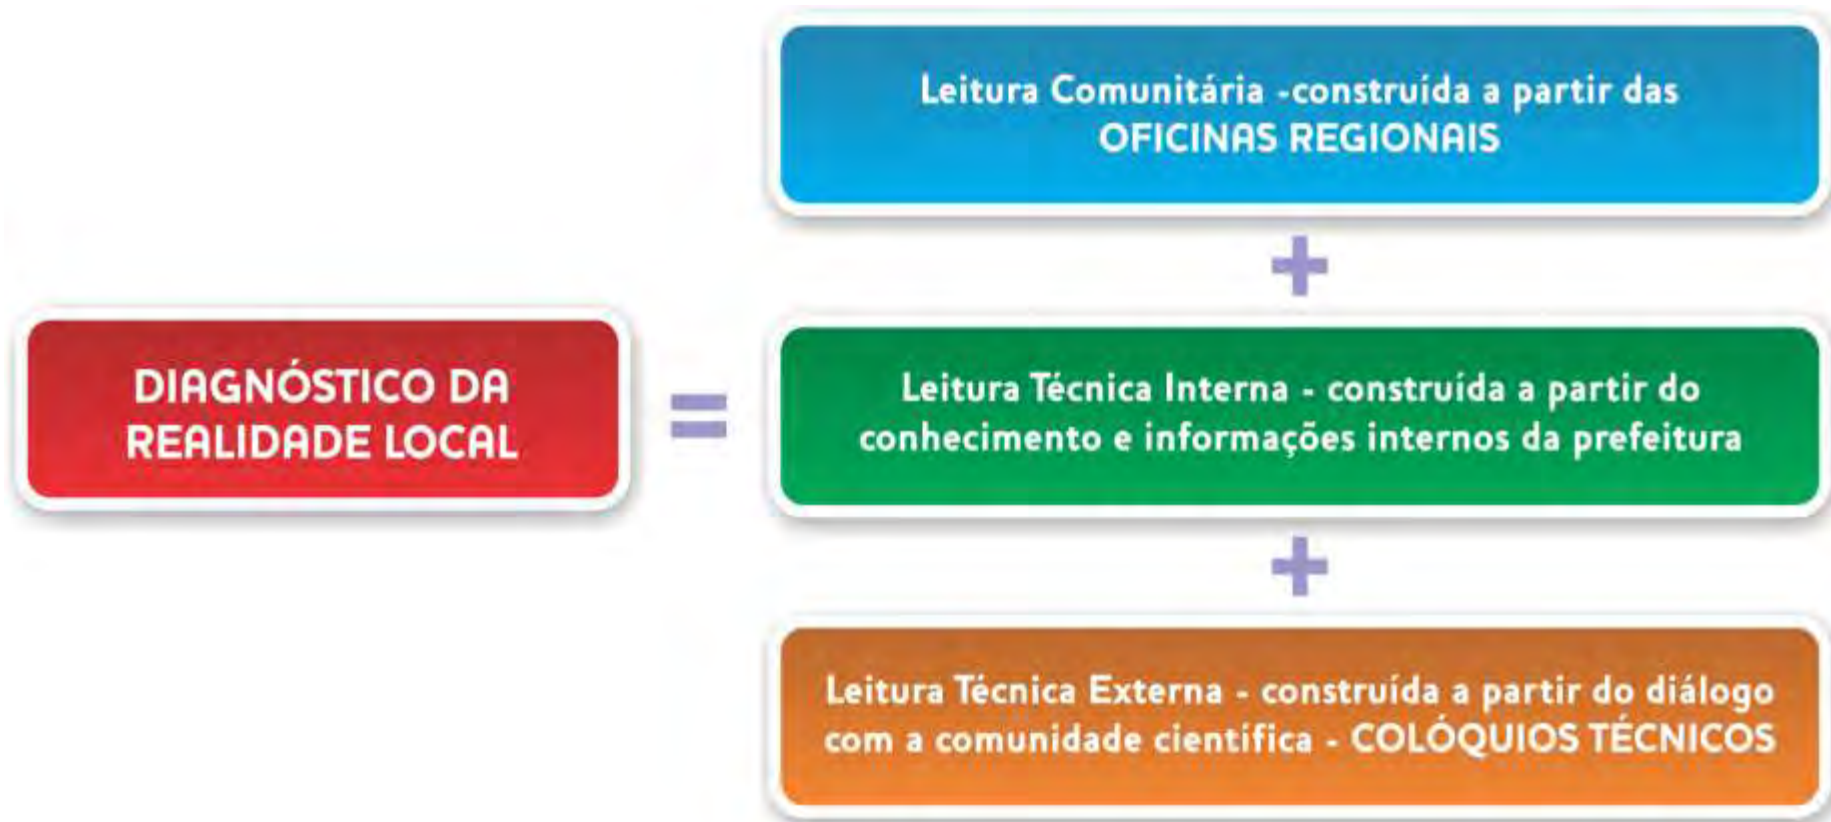 Leitura Comunitária -construída a partir das
OFICINAS REGIONAIS
+
DIAGNÓSTICO DA
REALIDADE LOCAL
=
Leitura Técnica Interna - construída a partir do
conhecimento e informações internos da prefeitura
+
Leitura Técnica Externa - construída a partir do diálogo
com a comunidade científica - COLÓQUIOS TÉCNICOS